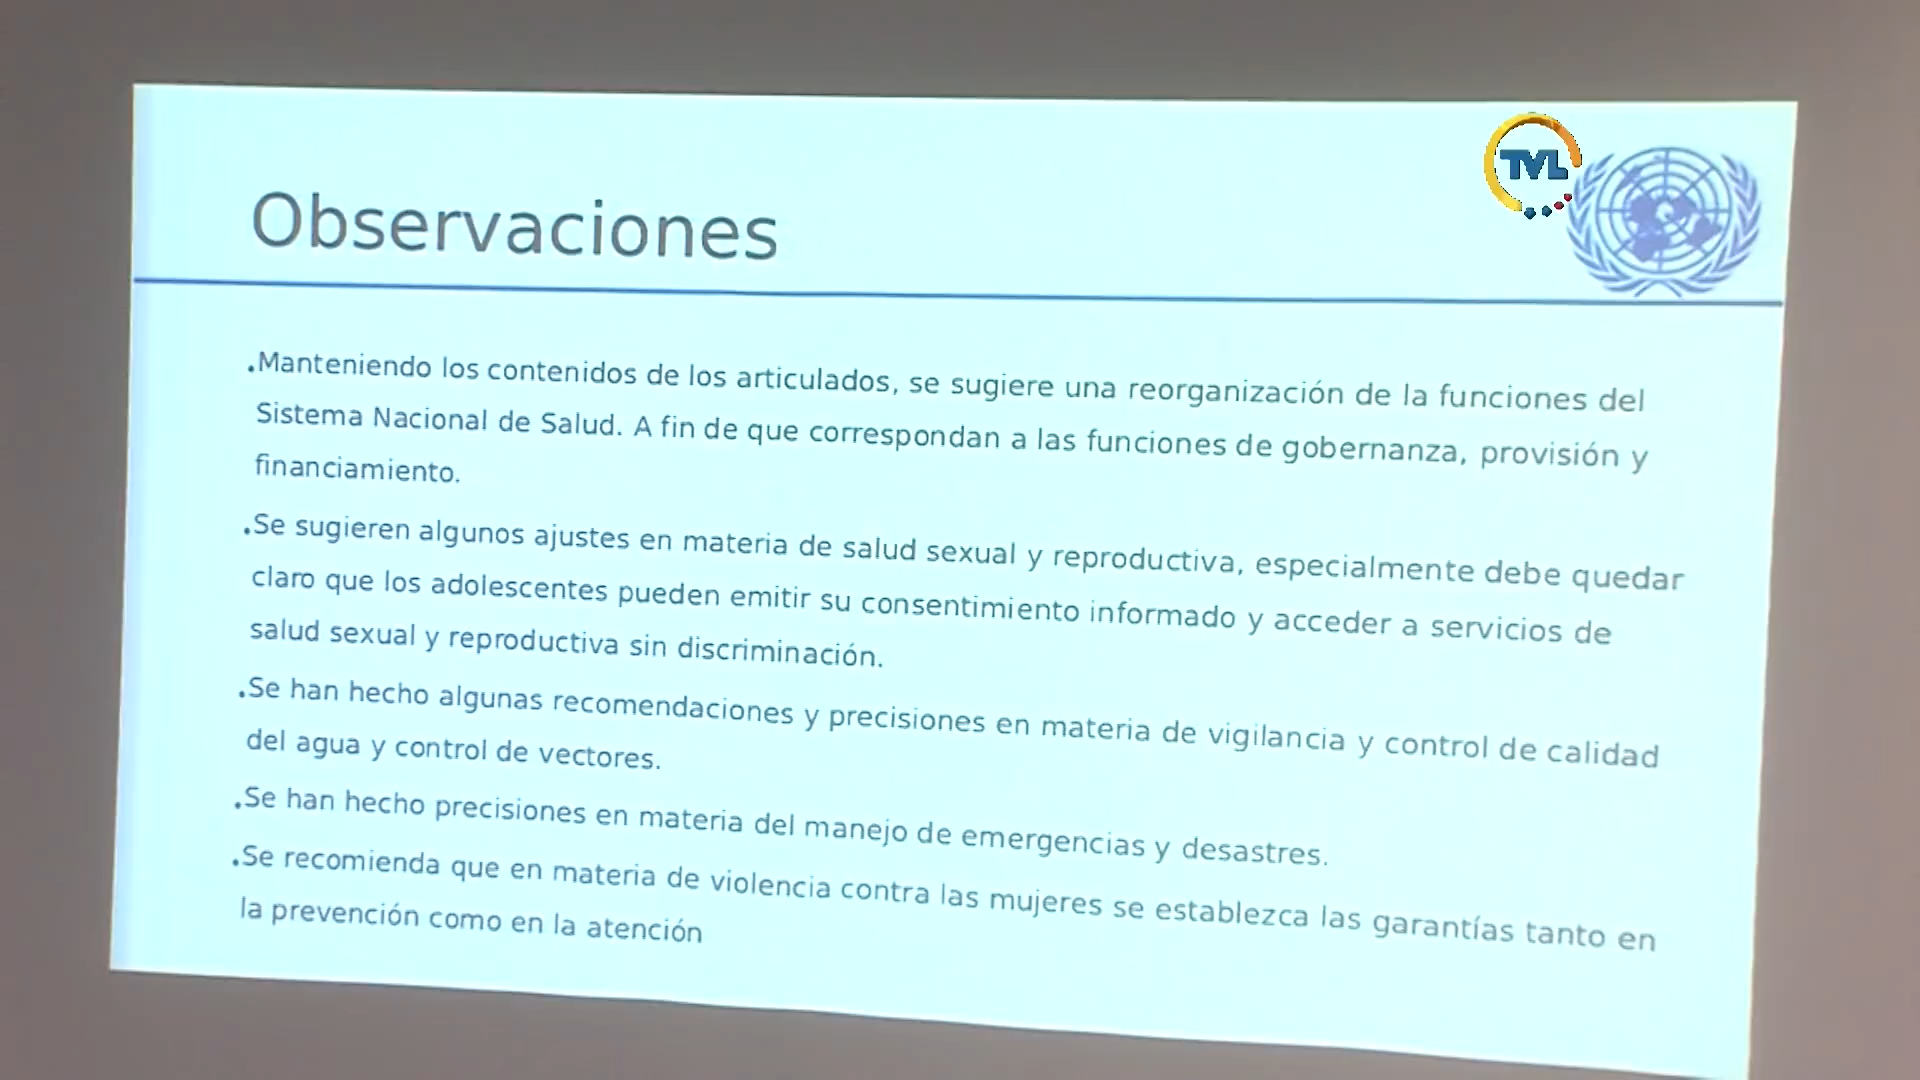 TVL
Observaciones
.Manteniendo los contenidos de los articulados, se sugiere una reorganización de la funciones del
Sistema Nacional de Salud. A fin de que correspondan a las funciones de gobernanza, provisión y
financiamiento.
.Se sugieren algunos ajustes en materia de salud sexual y reproductiva, especialmente debe quedar
claro que los adolescentes pueden emitir su consentimiento informado y acceder a servicios de
salud sexual y reproductiva sin discriminación.
.Se han hecho algunas recomendaciones y precisiones en materia de vigilancia y control de calidad
del agua y control de vectores.
.Se han hecho precisiones en materia del manejo de emergencias y desastres.
.Se recomienda que en materia de violencia contra las mujeres se establezca las garantías tanto en
la prevención como en la atención